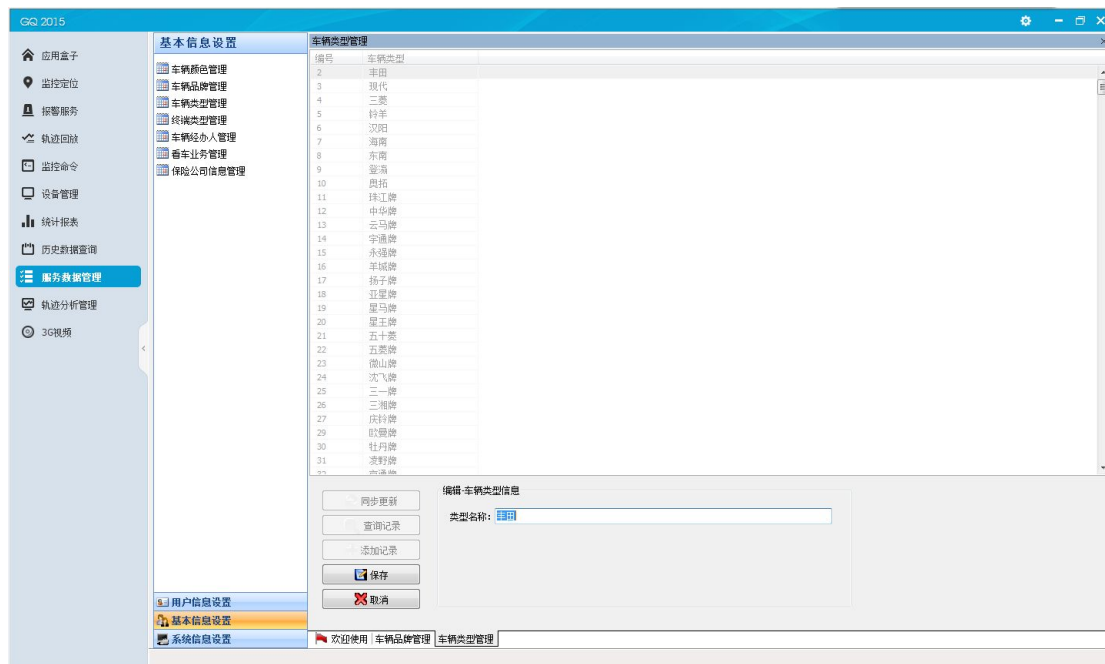 GQ 2015
应用盒子
监控定位
报警服务
轨迹回放
监控命令
设备管理
统计报表
历史数据查询
服务数据管理
轨迹分析管理
3G视频
基本信息设置
车辆颜色管理
车辆品牌管理
车辆类型管理
终端类型管理
车辆经办人管理
看车业务管理
保险公司信息管理
用户信息设置
基本信息设置
系统信息设置
车辆类型管理
编号 车辆类型
2 丰田
3 现代
4 三菱
5 铃羊
6 汉阳
7 海南
8 东南
9 登瀛
10 奥拓
11 珠江牌
12 中华牌
13 云马牌
14 宇通牌
15 永强牌
16 羊城牌
17 扬子牌
18 亚星牌
19 星马牌
20 星王牌
21 五十菱
22 五菱牌
23 微山牌
24 沈飞牌
25 三一牌
26 三湘牌
27 庆铃牌
29 欧曼牌
30 牡丹牌
31 凌野牌
同步更新
查询记录
添加记录
保存
取消
编辑-车辆类型信息
类型名称: 丰田
欢迎使用 车辆品牌管理 车辆类型管理